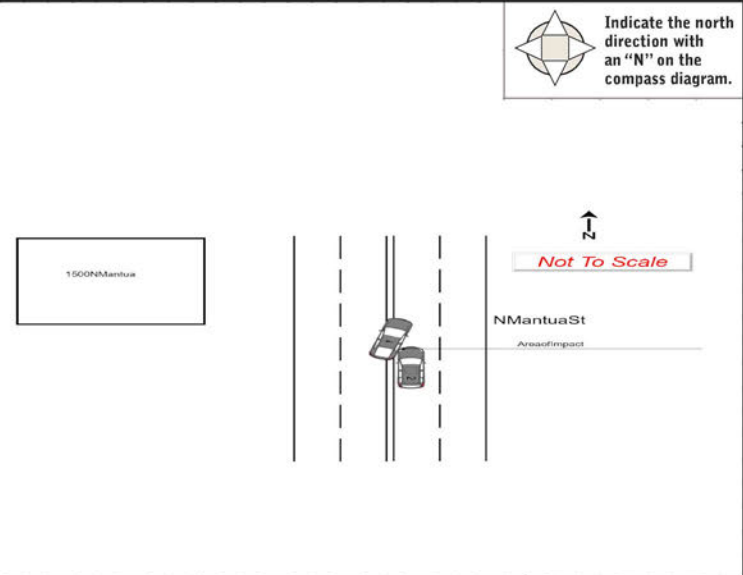 Indicate the north
direction with
an “N” on the
compass diagram.
N
Not To Scale
1500NMantua
NMantuaSt
AreaofImpact